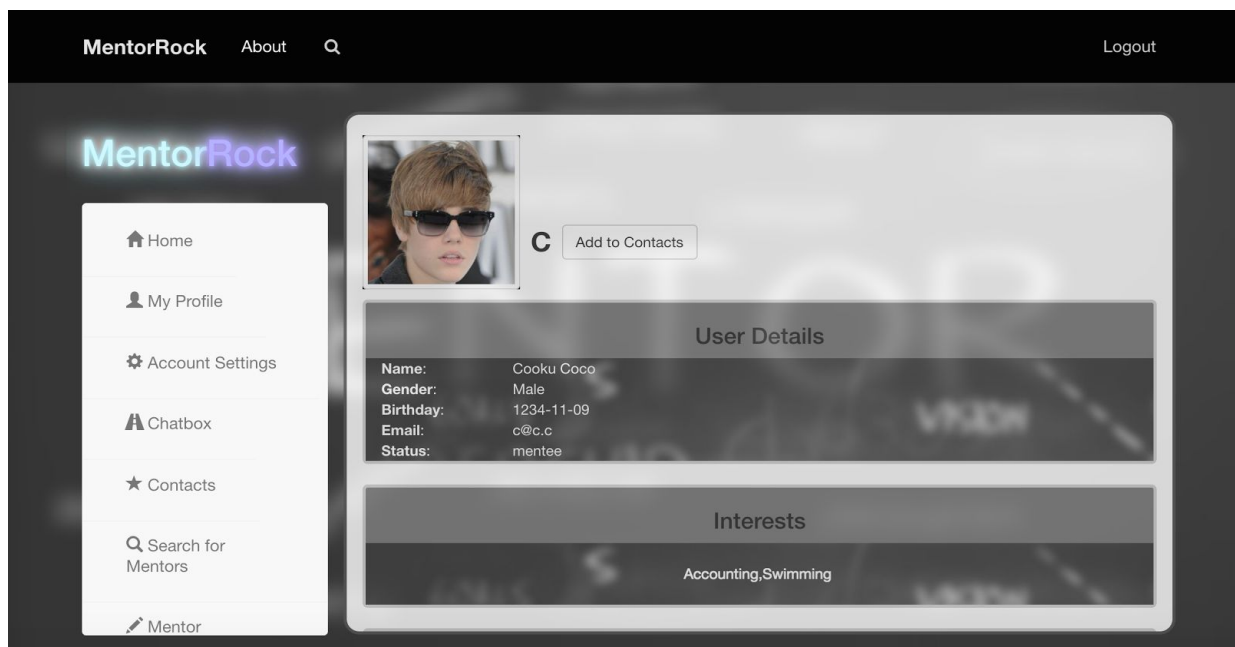 MentorRock About Logout
MentorRock
Home
My Profile
Account Settings
Chatbox
Contacts
Search for
Mentors
Mentor
C Add to Contacts
User Details
Name: Cooku Coco
Gender: Male
Birthday: 1234-11-09
Email: c@c.c
Status: mentee
Interests
Accounting,Swimming
VISION